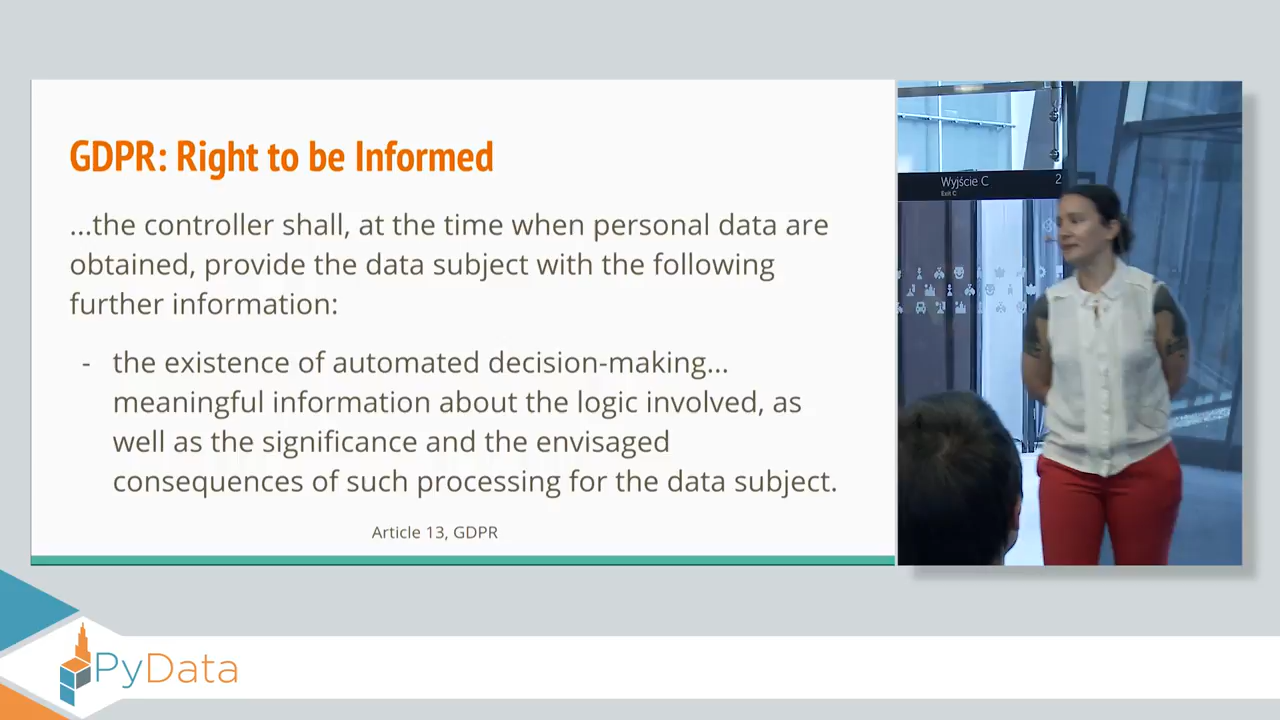 GDPR: Right to be Informed
...the controller shall, at the time when personal data are
obtained, provide the data subject with the following
further information:
- the existence of automated decision-making...
meaningful information about the logic involved, as
well as the significance and the envisaged
consequences of such processing for the data subject.
Article 13, GDPR
Wyjście C
2
Exit C
PyData